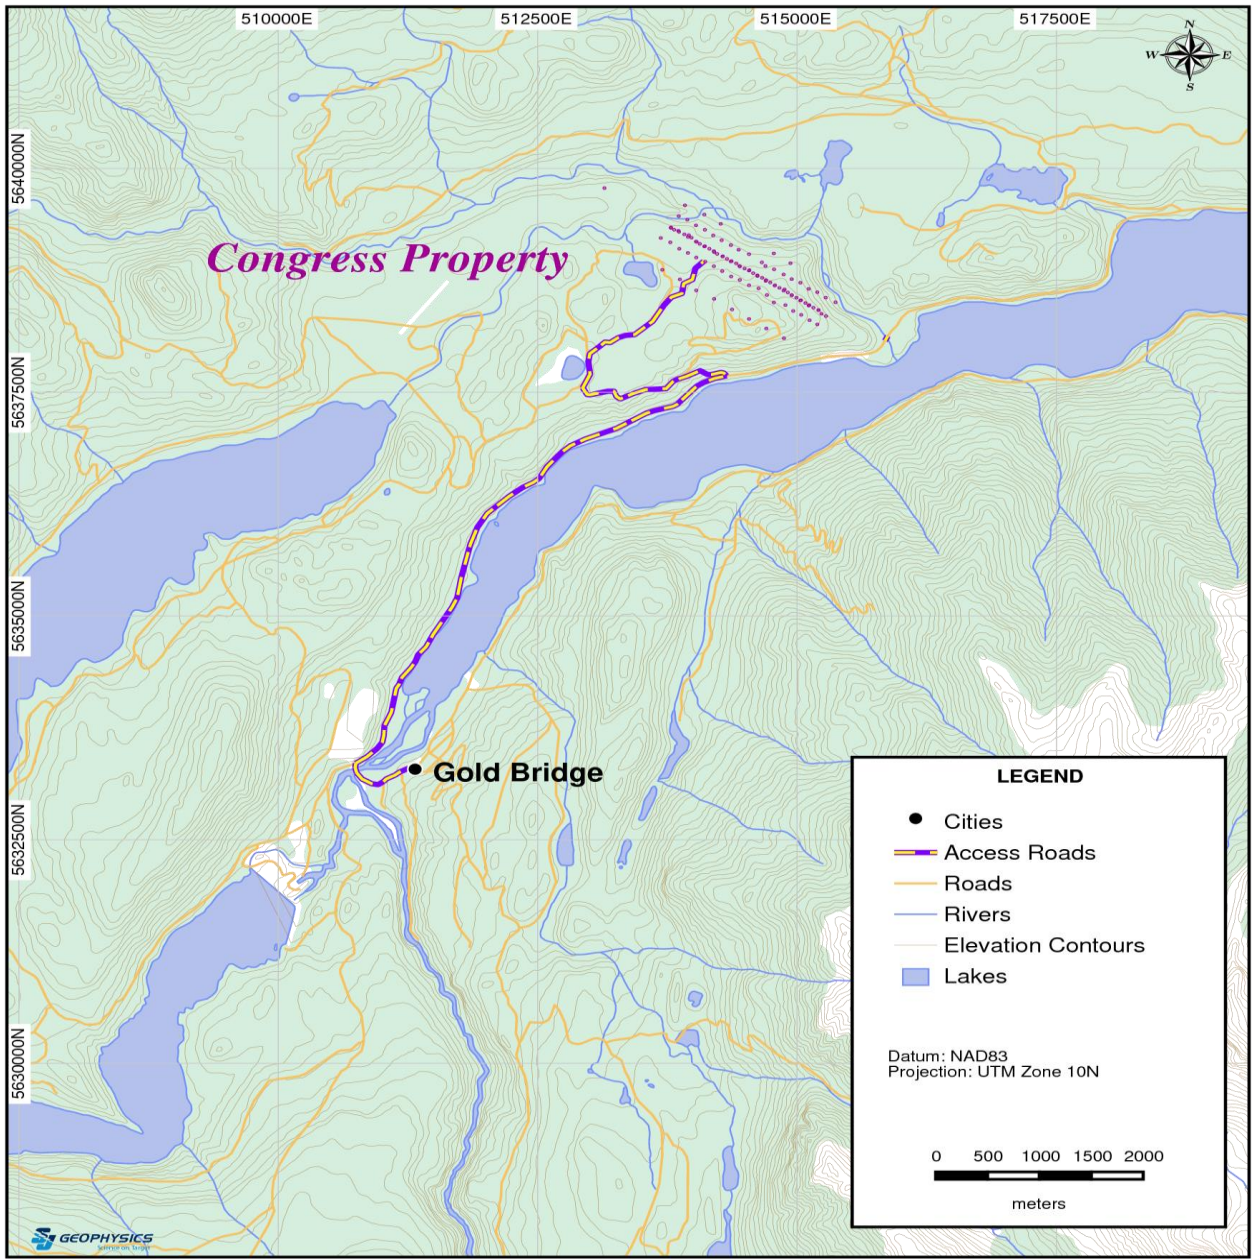 510000E 512500E 515000E 517500E
N
W E
S
5640000N
Congress Property
5637500N
5635000N
Gold Bridge
5632500N
5630000N
LEGEND
Cities
Access Roads
Roads
Rivers
Elevation Contours
Lakes
Datum: NAD83
Projection: UTM Zone 10N
0 500 1000 1500 2000
meters
GEOPHYSICS